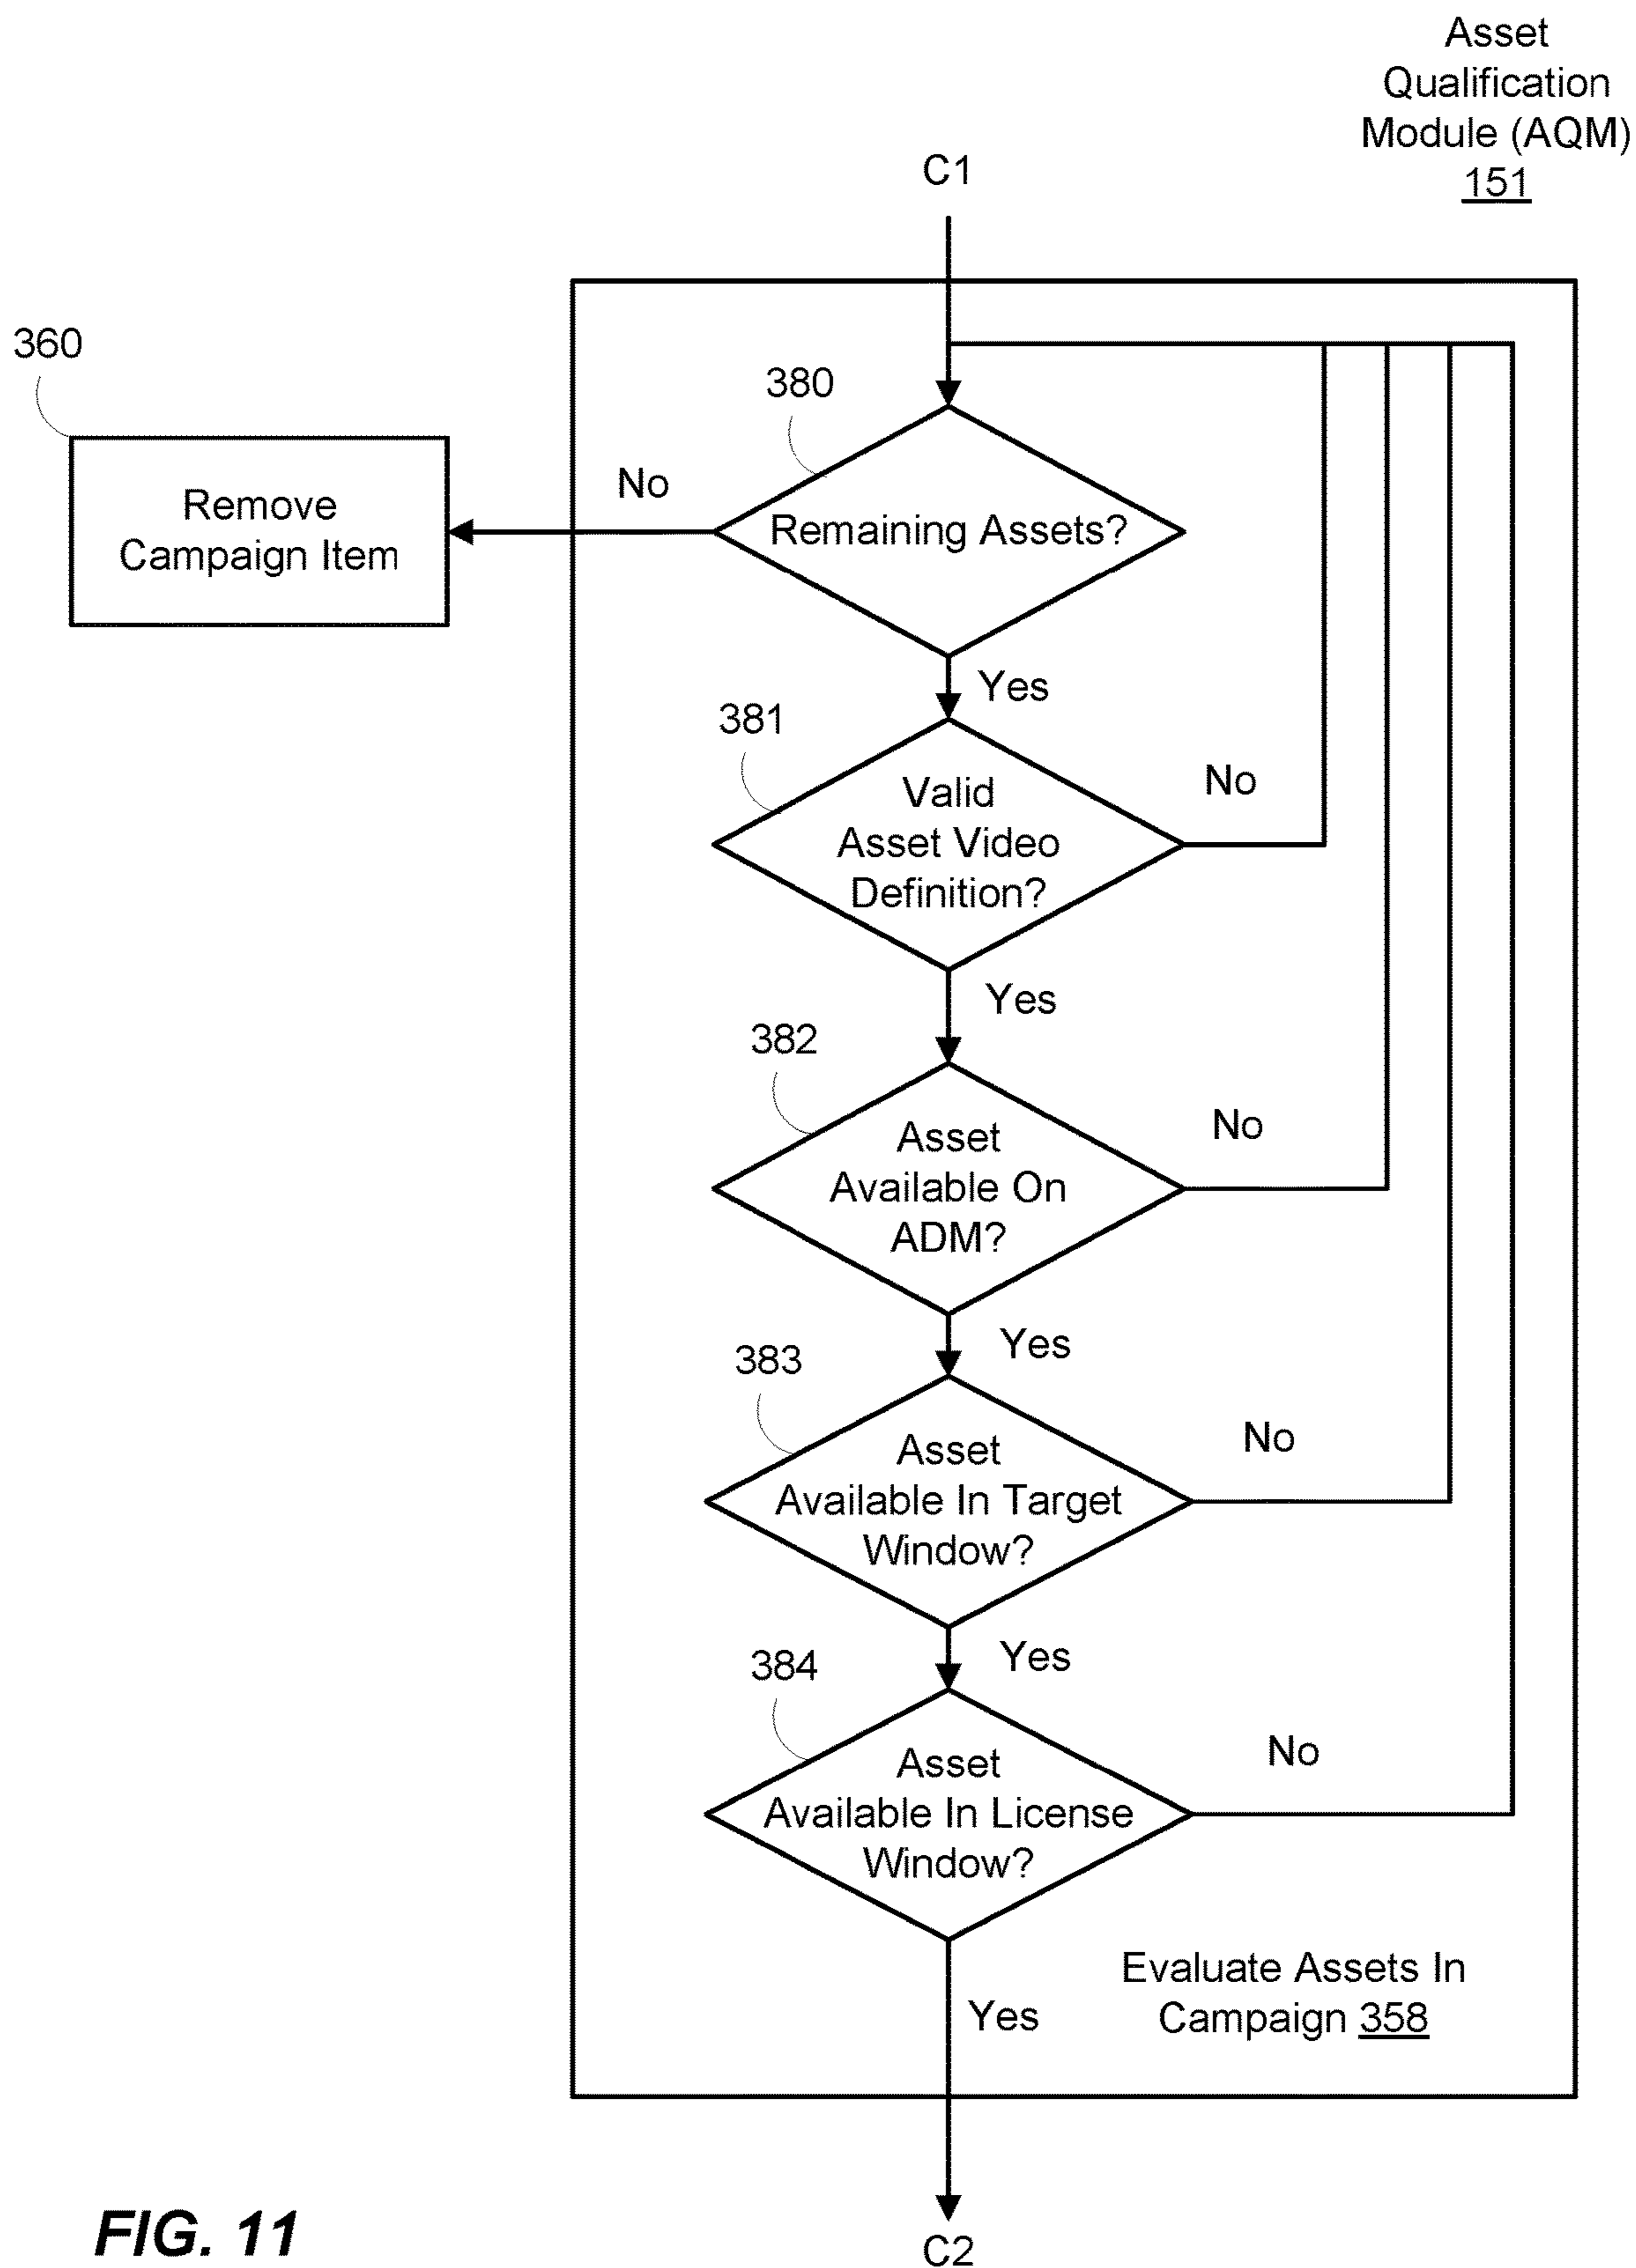 Asset
Qualification
Module (AQM)
151
C1
360
380
No
Remove
Campaign Item
Remaining Assets?
Yes
381
Valid
Asset Video
Definition?
No
Yes
382
Asset
Available On
ADM?
No
Yes
383
Asset
Available In Target
Window?
No
Yes
384
Asset
Available In License
Window?
No
Evaluate Assets In
Campaign 358
Yes
C2
FIG. 11